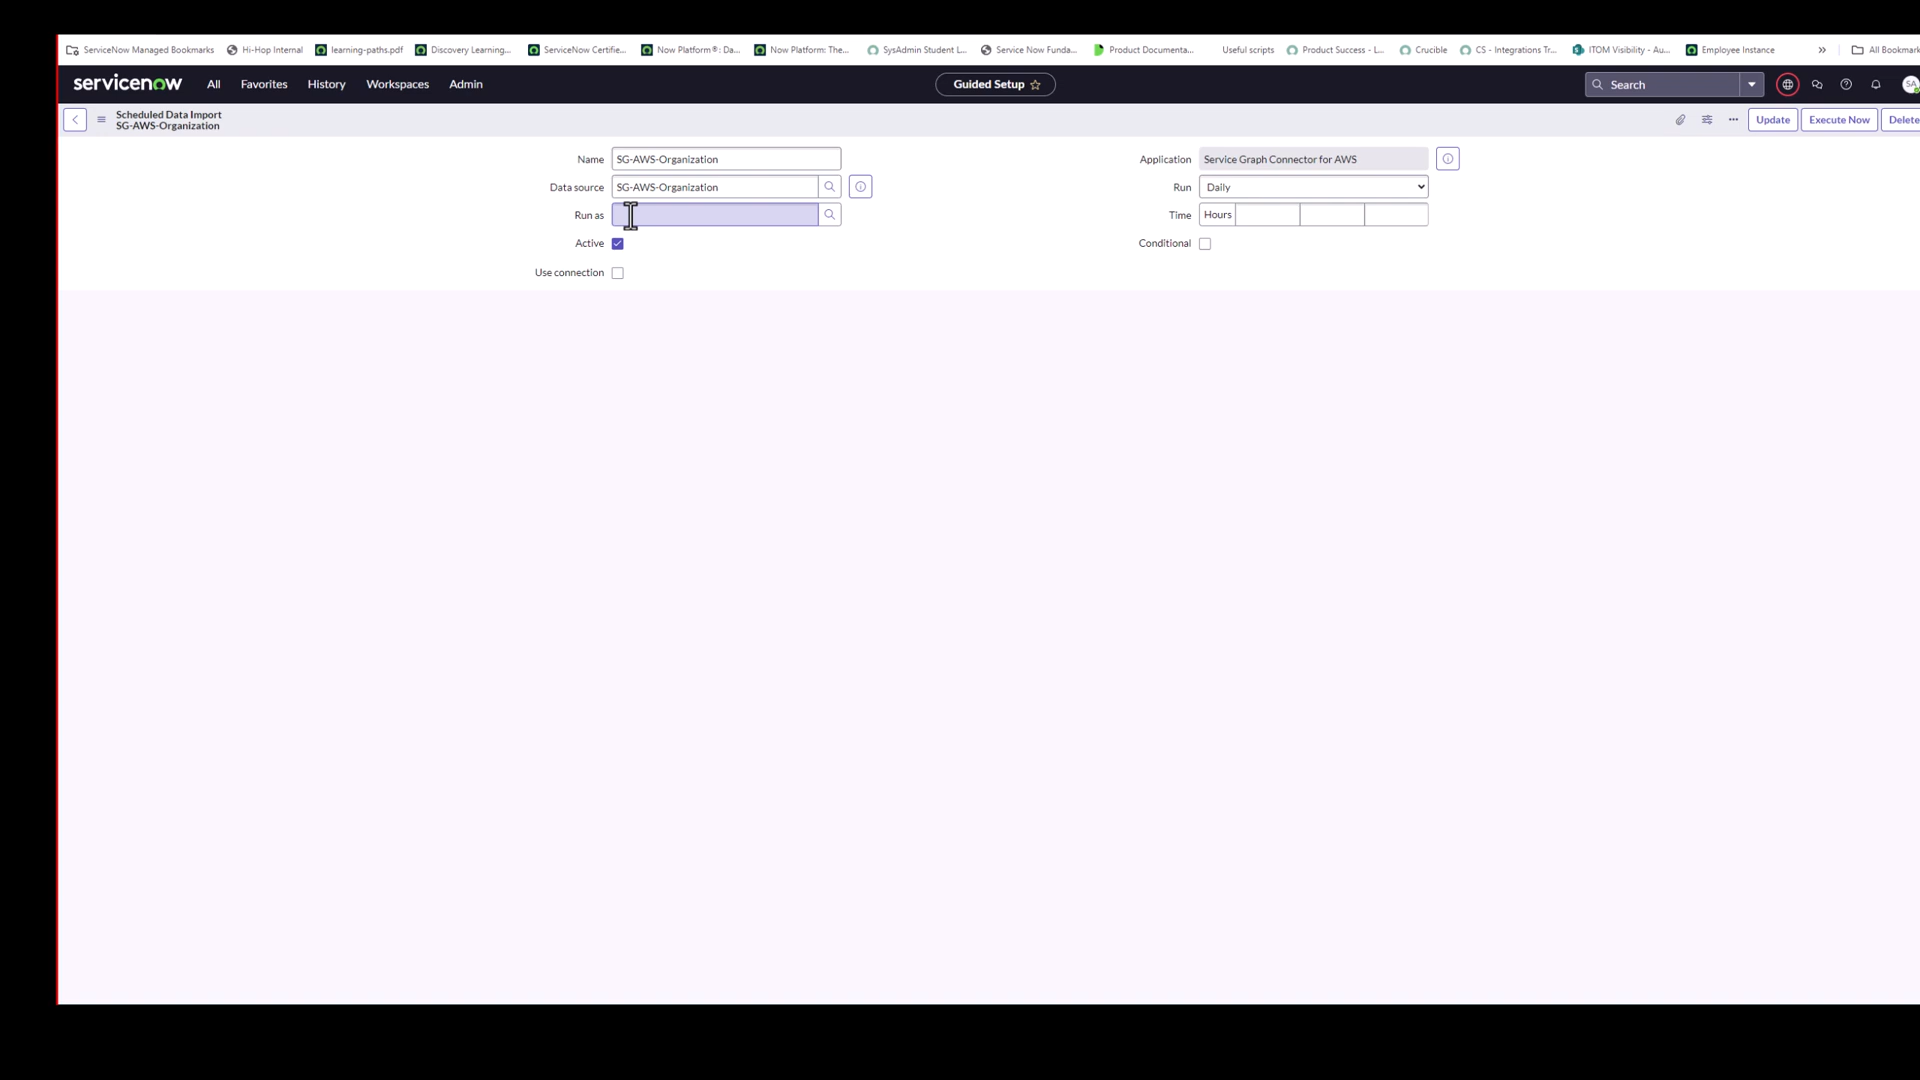 ServiceNow Managed Bookmarks Hi-Hop Internal learning-paths.pdf Discovery Learning... ServiceNow Certifie... Now Platform®: Da... Now Platform: The... SysAdmin Student L... Service Now Funda... Product Documenta... Useful scripts Product Success - L... Crucible CS - Integrations Tr... ITOM Visibility - Au... Employee Instance » All Bookmark
servicenow All Favorites History Workspaces Admin Guided Setup Search SA
Scheduled Data Import
SG-AWS-Organization
Update Execute Now Delete
Name SG-AWS-Organization Application Service Graph Connector for AWS
Data source SG-AWS-Organization Run Daily
Run as Time Hours
Active Conditional
Use connection